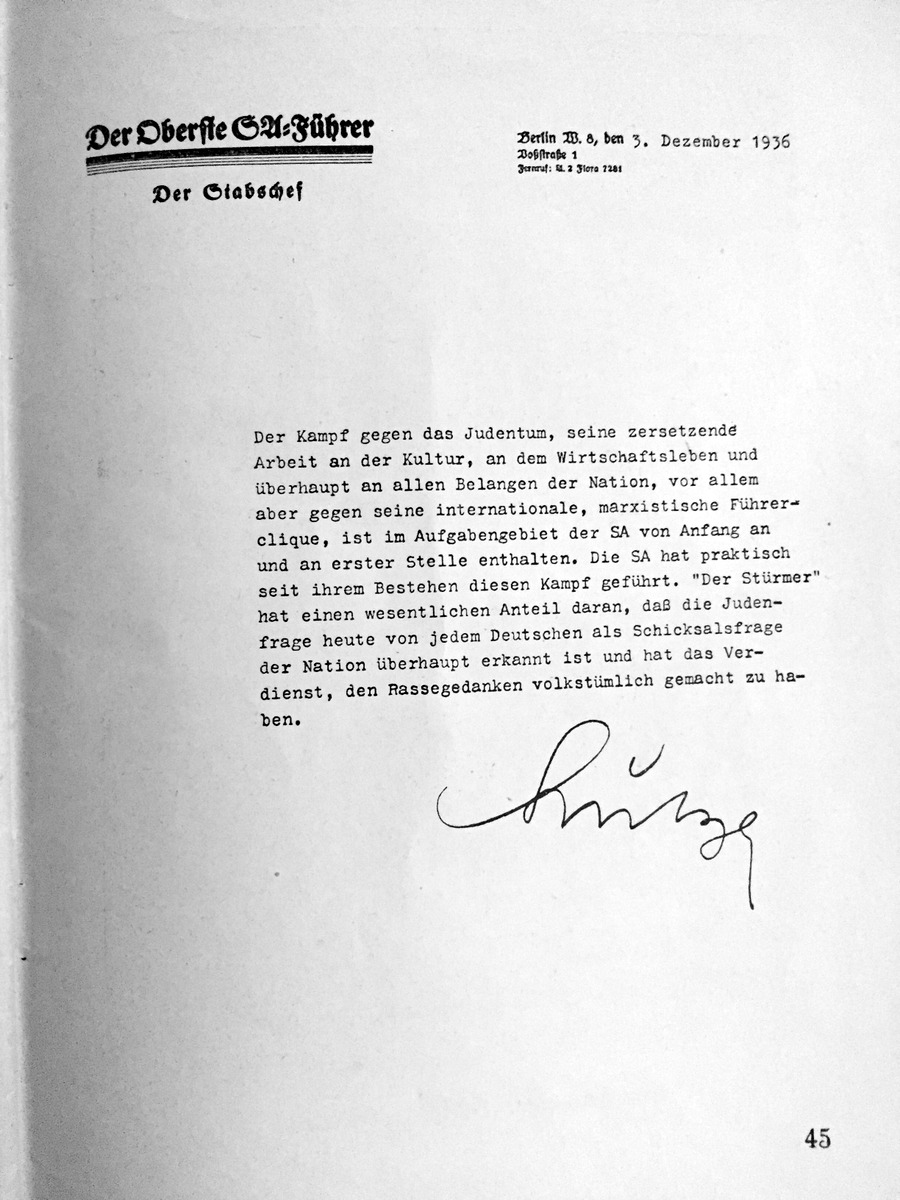 Der Oberste SA-Führer
Der Stabschef
Berlin W. 8, den 3. Dezember 1936
Voßstraße 1
Fernruf: A. 2 Flora 7281
Der Kampf gegen das Judentum, seine zersetzende
Arbeit an der Kultur, an dem Wirtschaftsleben und
überhaupt an allen Belangen der Nation, vor allem
aber gegen seine internationale, marxistische Führer-
clique, ist im Aufgabengebiet der SA von Anfang an
und an erster Stelle enthalten. Die SA hat praktisch
seit ihrem Bestehen diesen Kampf geführt. "Der Stürmer"
hat einen wesentlichen Anteil daran, daß die Juden-
frage heute von jedem Deutschen als Schicksalsfrage
der Nation überhaupt erkannt ist und hat das Ver-
dienst, den Rassegedanken volkstümlich gemacht zu ha-
ben.
Lutze
45